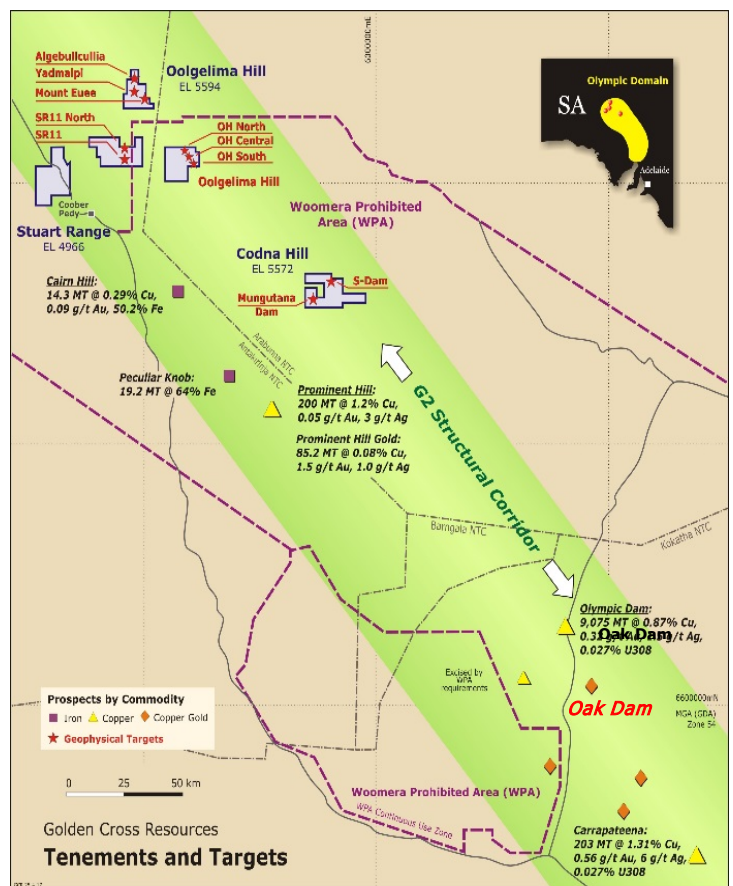 6300000mE
Algebullcullia
Yadmalpi
Mount Euee
Oolgelima Hill
EL 5594
SR11 North
SR11
OH North
OH Central
OH South
Oolgelima Hill
Olympic Domain
SA
Adelaide
Coober
Pedy
Stuart Range
EL 4966
Woomera Prohibited
Area (WPA)
Codna Hill
EL 5572
S-Dam
Mungutana
Dam
Cairn Hill:
14.3 MT @ 0.29% Cu,
0.09 g/t Au, 50.2% Fe
Arabunna NTC
Antakirinja NTC
Peculiar Knob:
19.2 MT @ 64% Fe
Prominent Hill:
200 MT @ 1.2% Cu,
0.05 g/t Au, 3 g/t Ag
Prominent Hill Gold:
85.2 MT @ 0.08% Cu,
1.5 g/t Au, 1.0 g/t Ag
G2 Structural Corridor
Barngala NTC
Kokatha NTC
Olympic Dam:
9,075 MT @ 0.87% Cu,
g/t Ag,
Oak Dam
0.027% U308
Excised by
WPA
requirements
Oak Dam
6600000mN
MGA (GDA)
Zone 54
Prospects by Commodity
Iron Copper Copper Gold
Geophysical Targets
0 25 50 km
Woomera Prohibited Area (WPA)
WPA Continuous Use Zone
Golden Cross Resources
Tenements and Targets
Carrapateena:
203 MT @ 1.31% Cu,
0.56 g/t Au, 6 g/t Ag,
0.027% U308